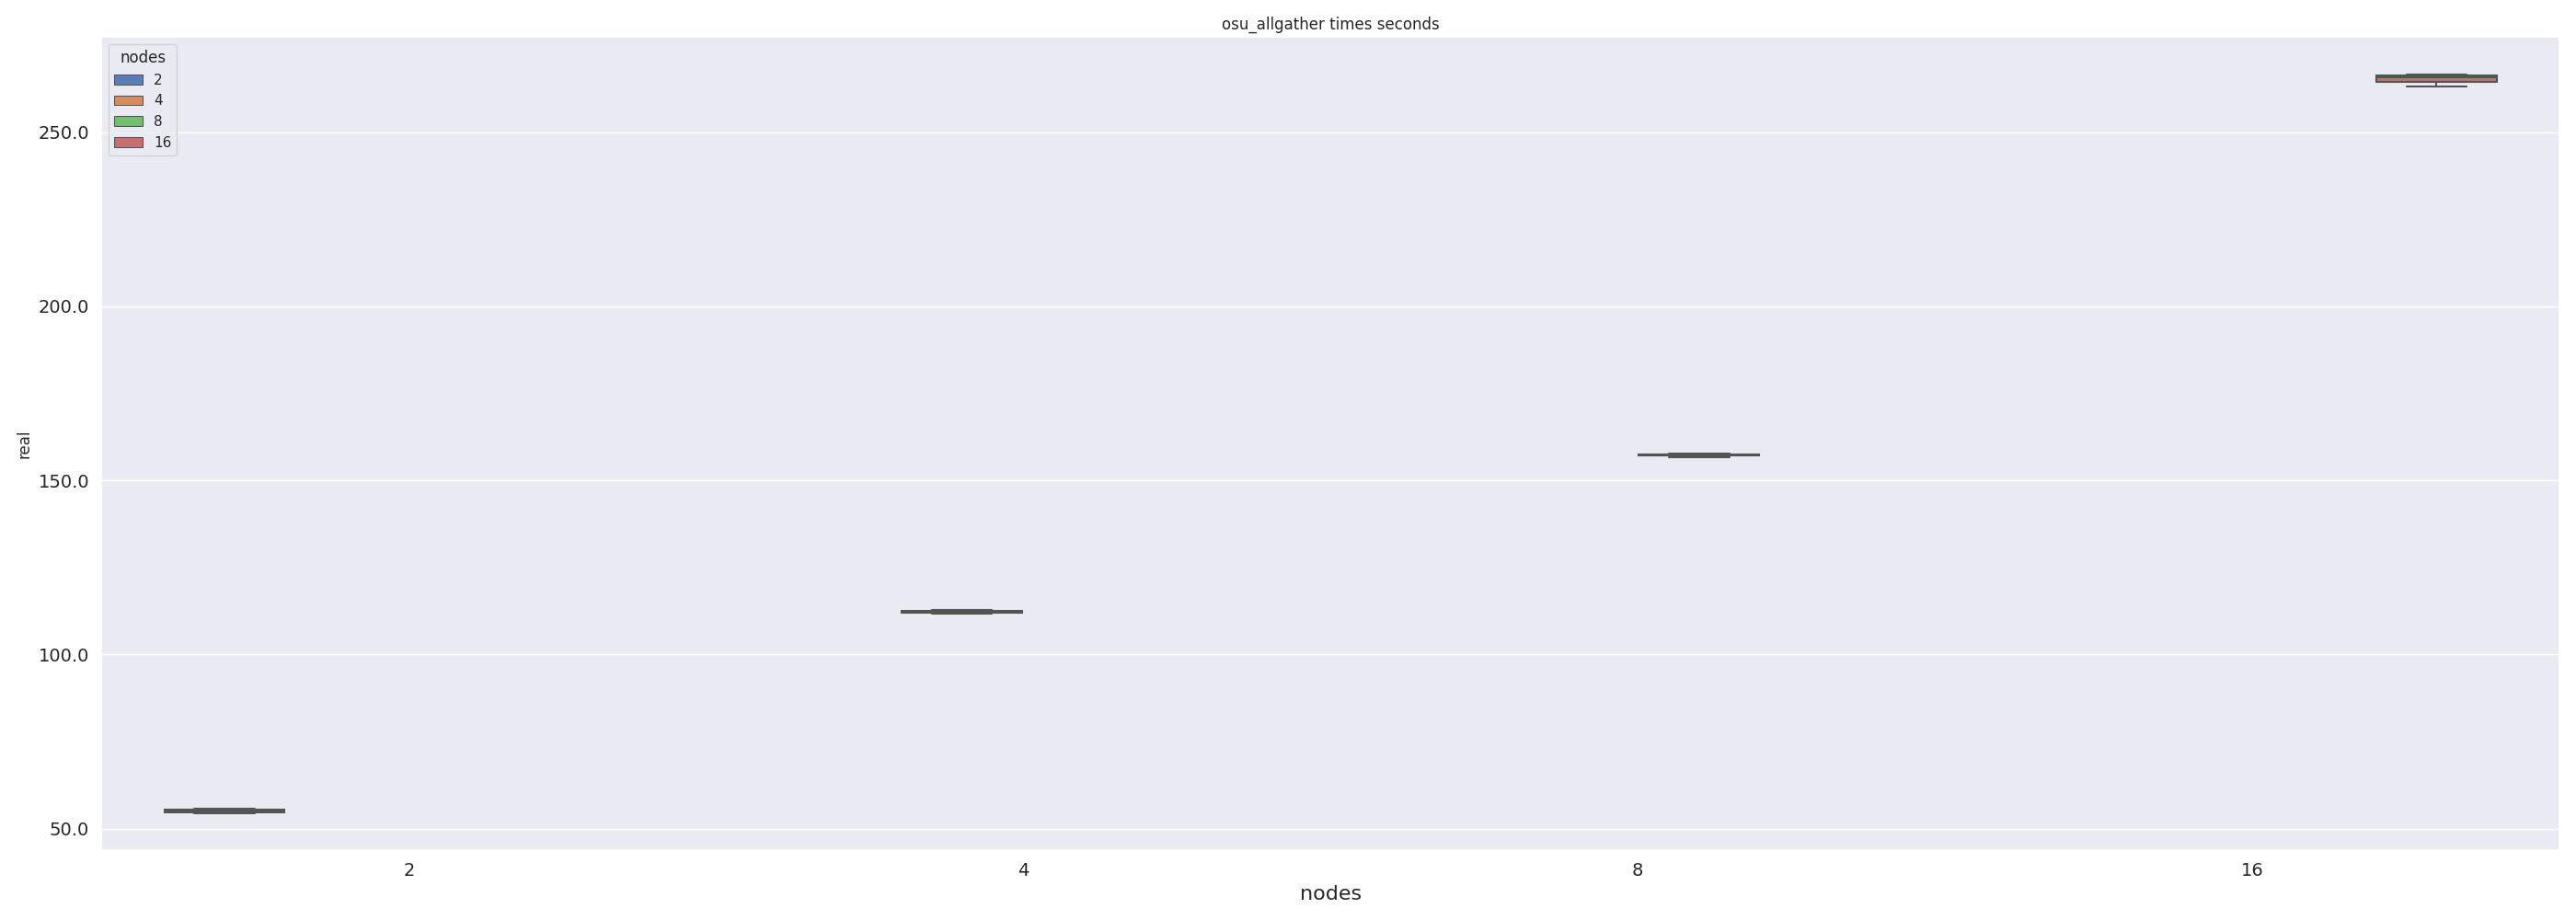 osu_allgather times seconds
nodes
2
4
8
16
250.0
200.0
150.0
100.0
50.0
real
2 4 8 16
nodes